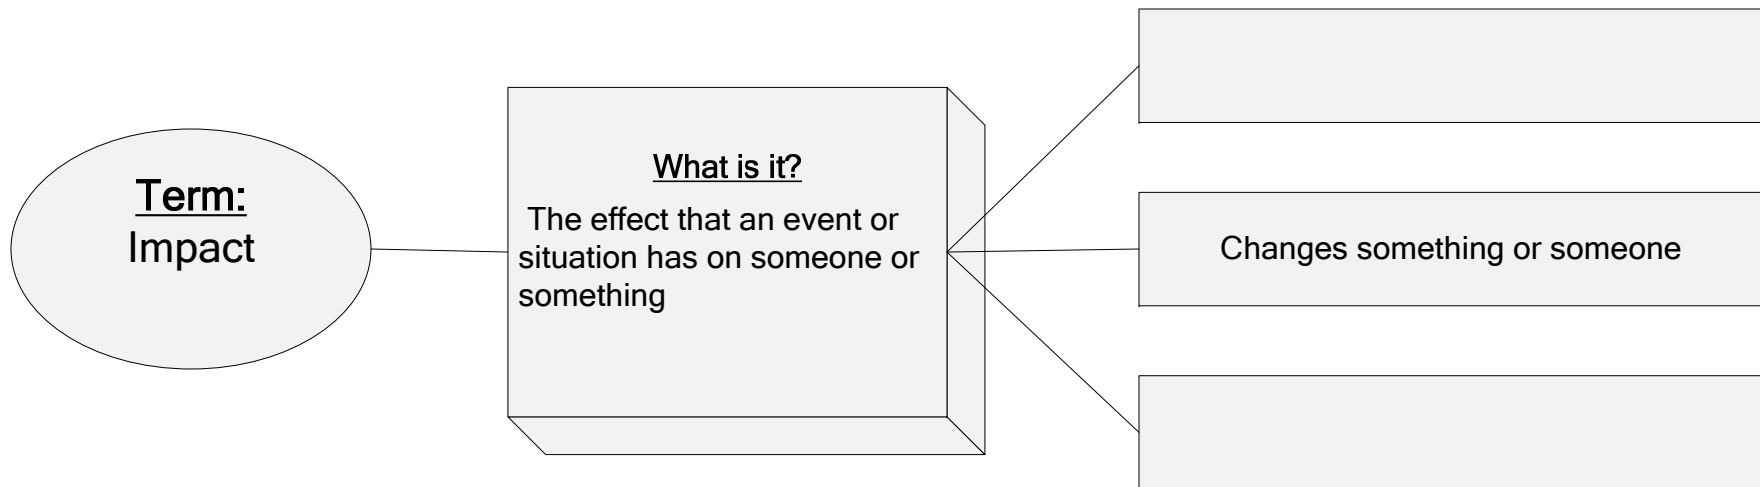 Term:
Impact
What is it?
The effect that an event or
situation has on someone or
something
Changes something or someone